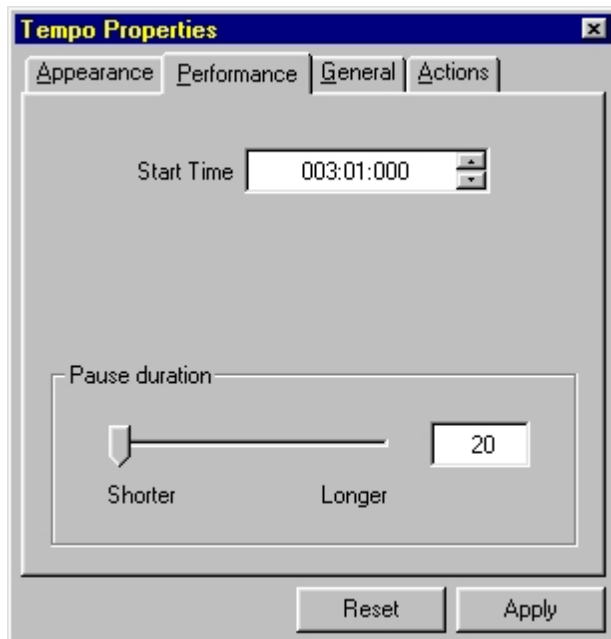 Tempo Properties
Appearance Performance General Actions
Start Time 003:01:000
Pause duration
20
Shorter Longer
Reset Apply